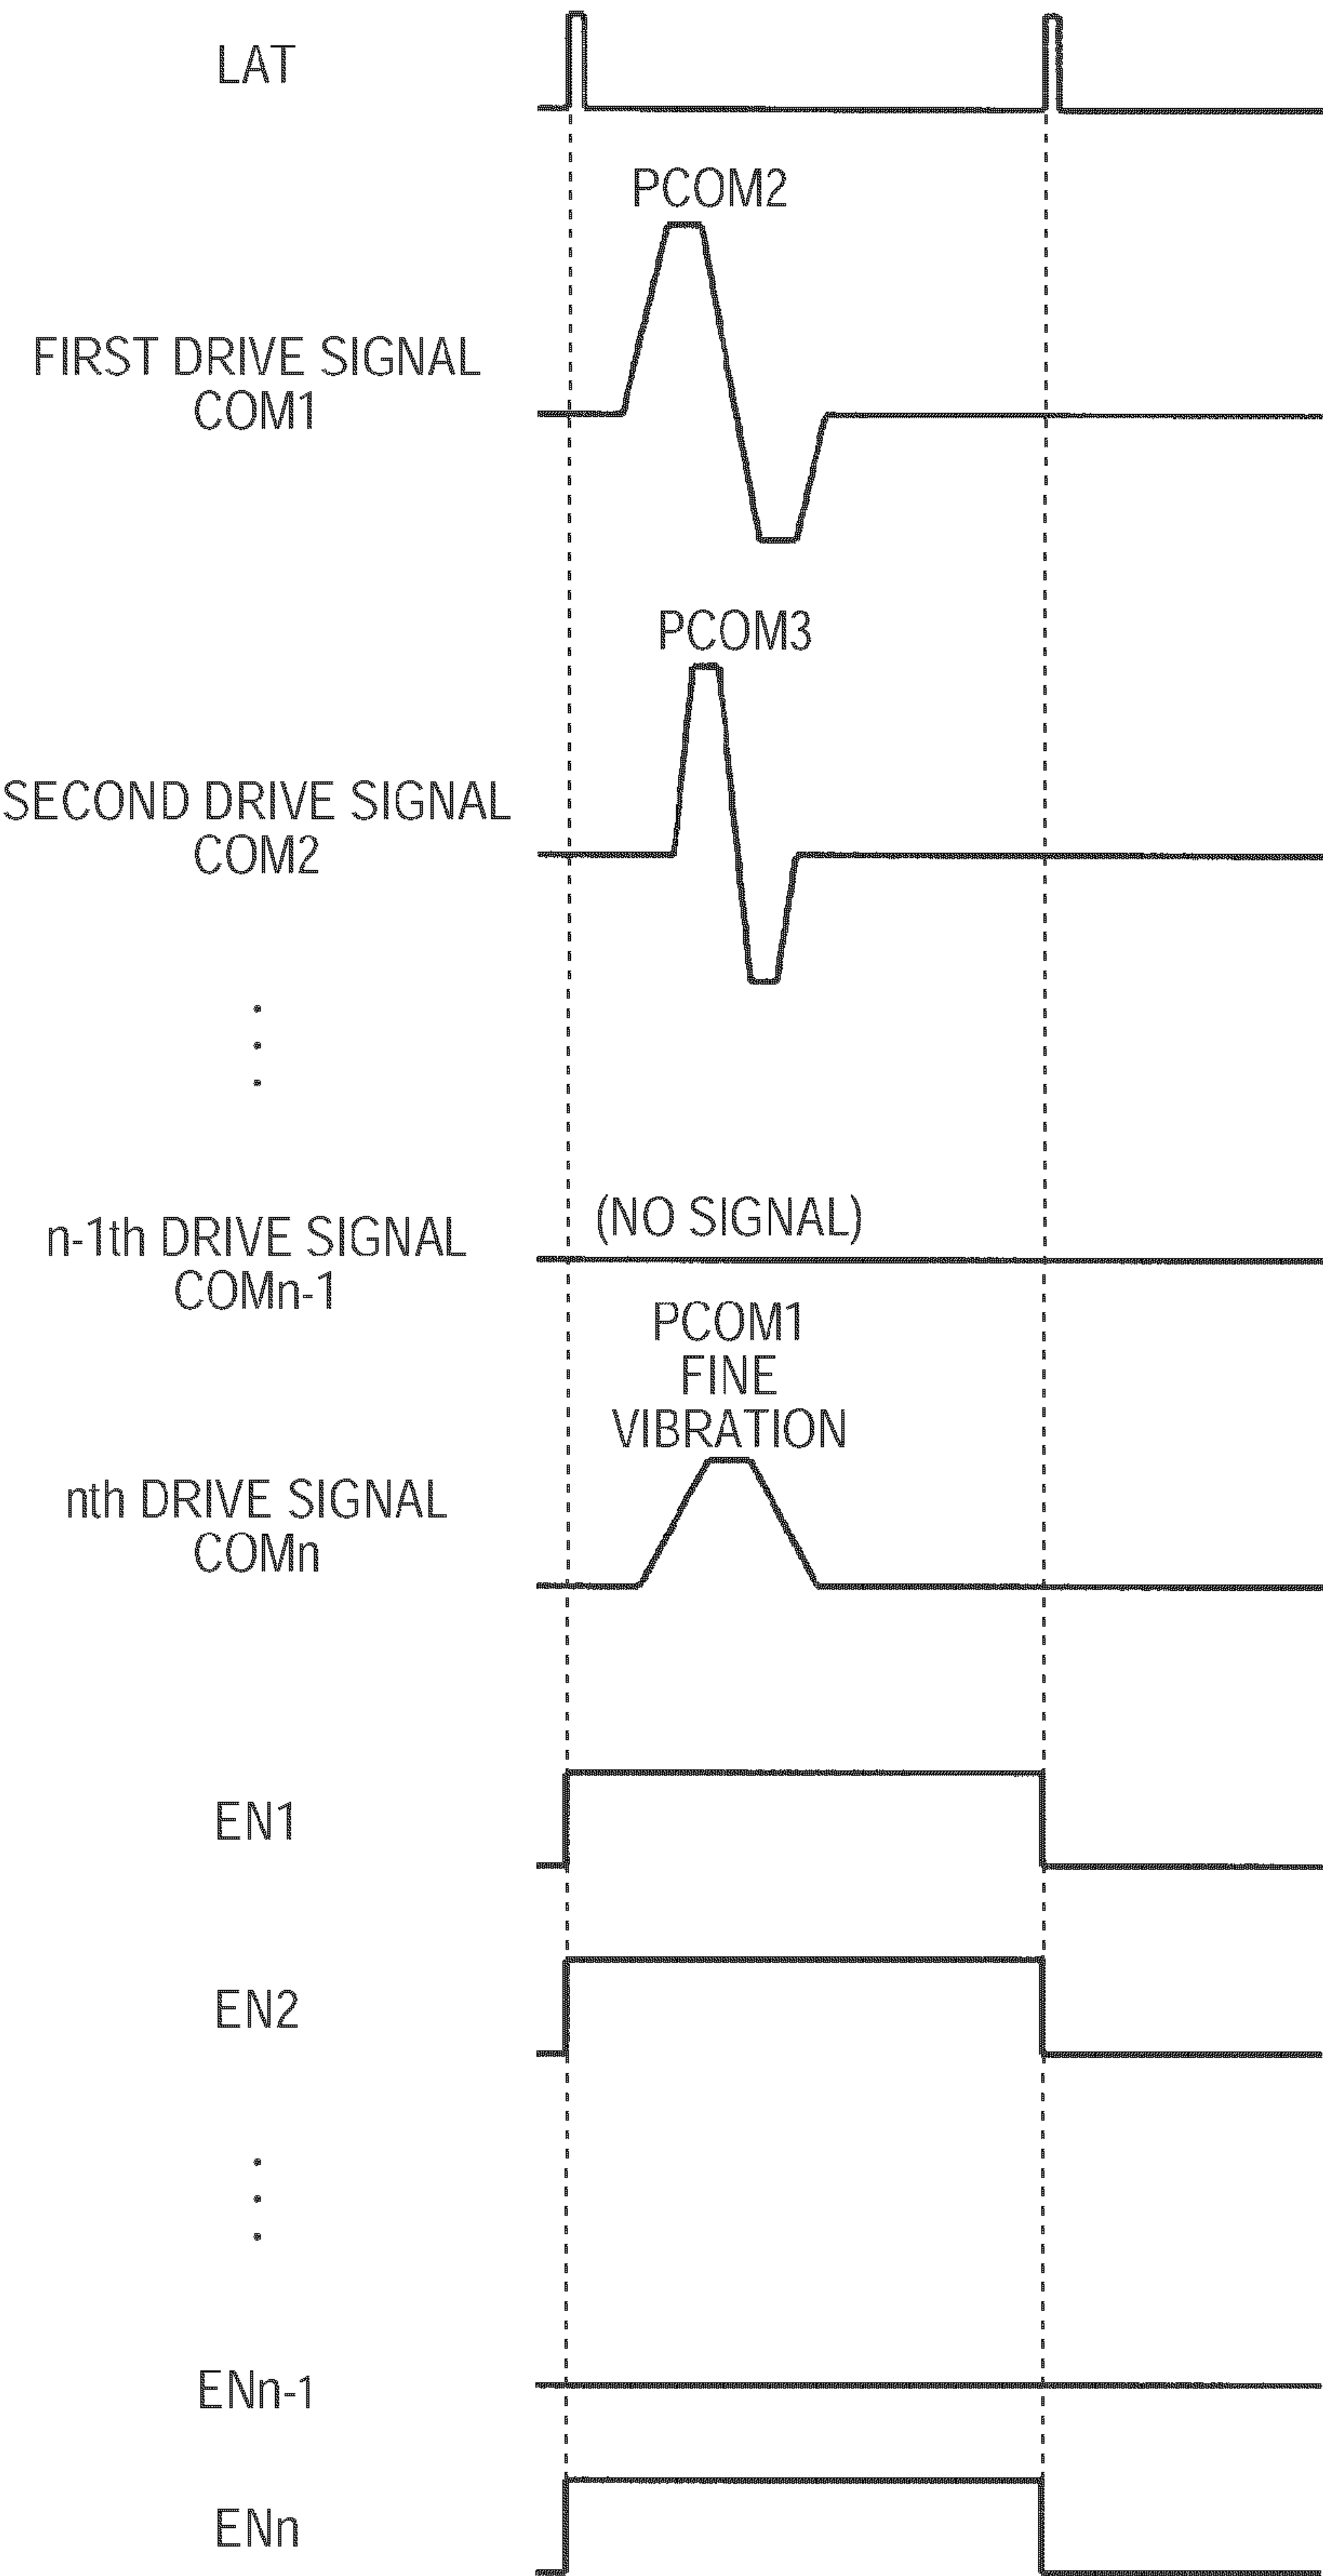 LAT
PCOM2
FIRST DRIVE SIGNAL
COM1
PCOM3
SECOND DRIVE SIGNAL
COM2
(NO SIGNAL)
n-1th DRIVE SIGNAL
COMn-1
PCOM1
FINE
VIBRATION
nth DRIVE SIGNAL
COMn
EN1
EN2
ENn-1
ENn